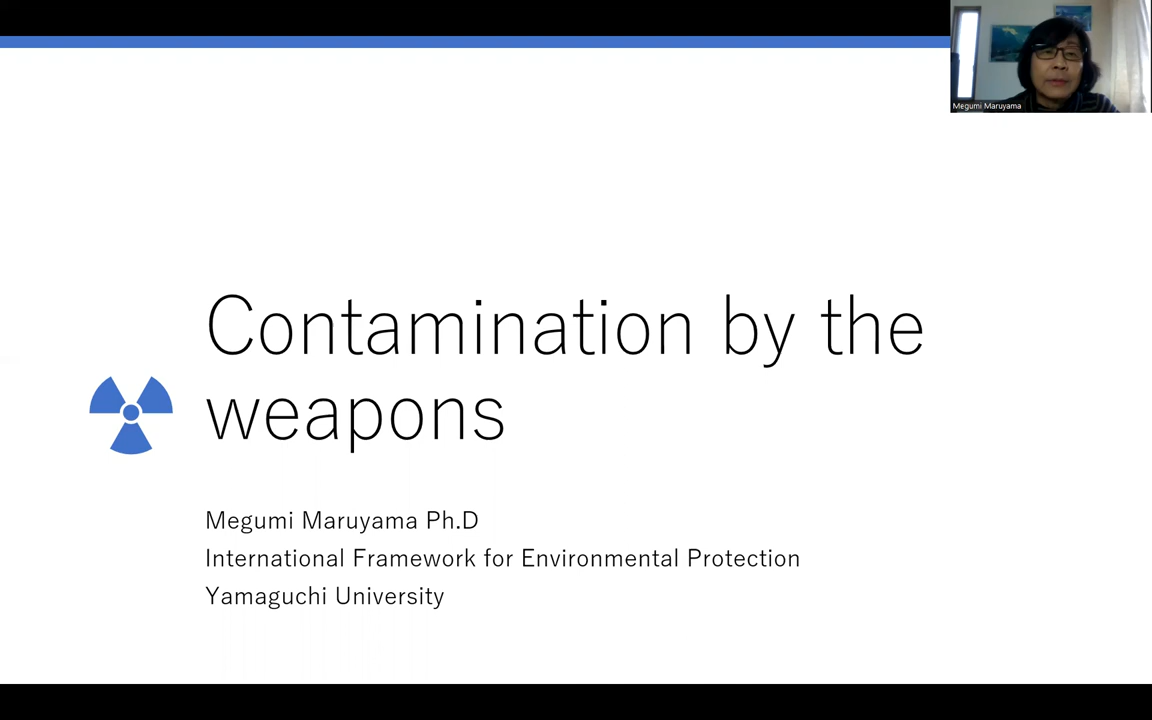 Megumi Maruyama
Contamination by the
weapons
Megumi Maruyama Ph.D
International Framework for Environmental Protection
Yamaguchi University